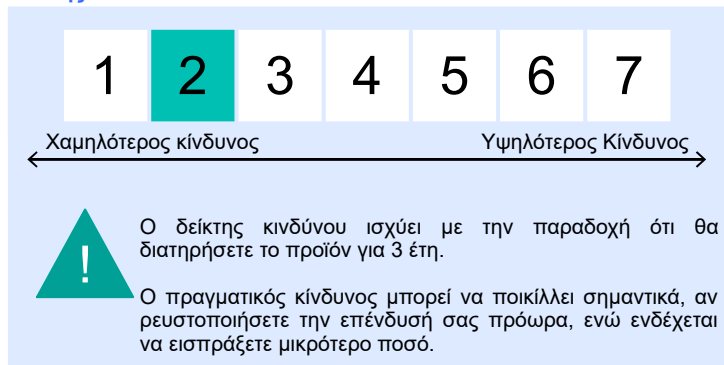 1 2 3 4 5 6 7
Χαμηλότερος κίνδυνος Υψηλότερος Κίνδυνος
!
Ο δείκτης κινδύνου ισχύει με την παραδοχή ότι θα
διατηρήσετε το προϊόν για 3 έτη.
Ο πραγματικός κίνδυνος μπορεί να ποικίλλει σημαντικά, αν
ρευστοποιήσετε την επένδυσή σας πρόωρα, ενώ ενδέχεται
να εισπράξετε μικρότερο ποσό.